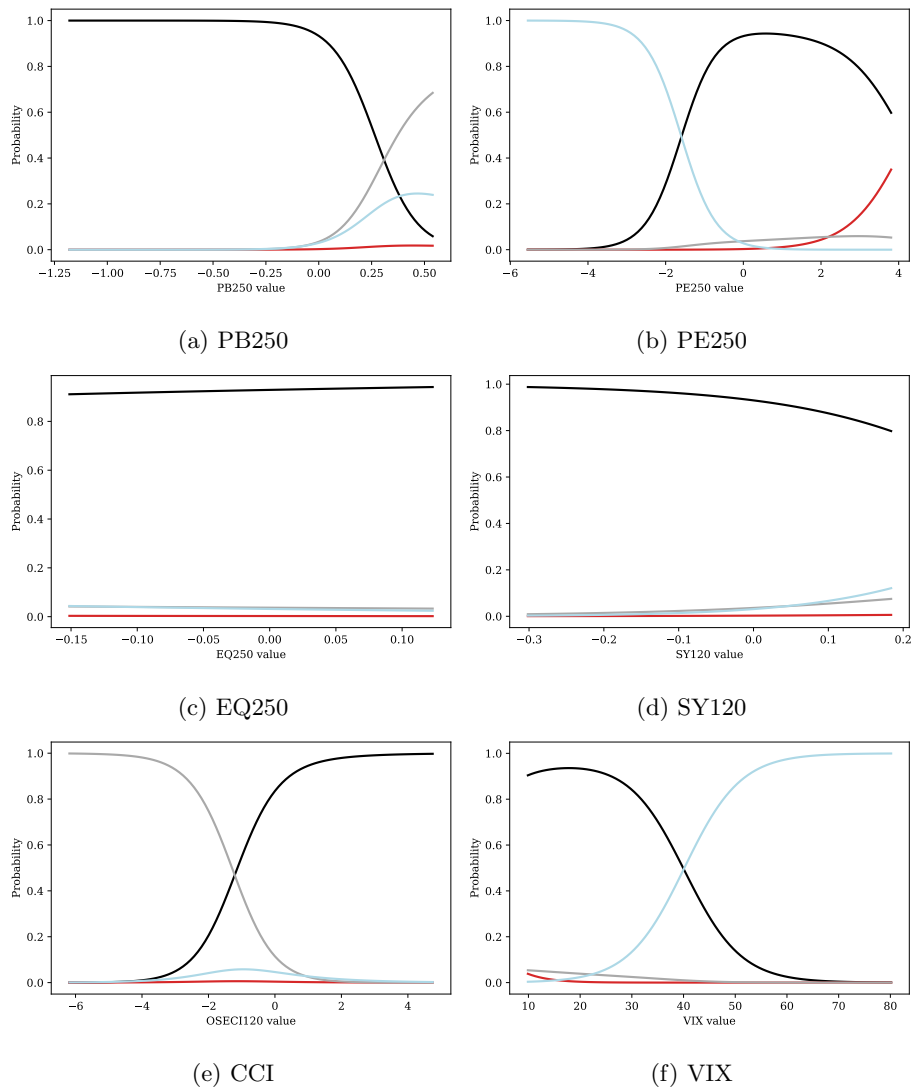 1.0
0.8
0.6
0.4
0.2
0.0
Probability
−1.25 −1.00 −0.75 −0.50 −0.25 0.00 0.25 0.50
PB250 value
(a) PB250
1.0
0.8
0.6
0.4
0.2
0.0
Probability
−6 −4 −2 0 2 4
PE250 value
(b) PE250
0.8
0.6
0.4
0.2
0.0
Probability
−0.15 −0.10 −0.05 0.00 0.05 0.10
EQ250 value
(c) EQ250
1.0
0.8
0.6
0.4
0.2
0.0
Probability
−0.3 −0.2 −0.1 0.0 0.1 0.2
SY120 value
(d) SY120
1.0
0.8
0.6
0.4
0.2
0.0
Probability
−6 −4 −2 0 2 4
OSECI120 value
(e) CCI
1.0
0.8
0.6
0.4
0.2
0.0
Probability
10 20 30 40 50 60 70 80
VIX value
(f) VIX